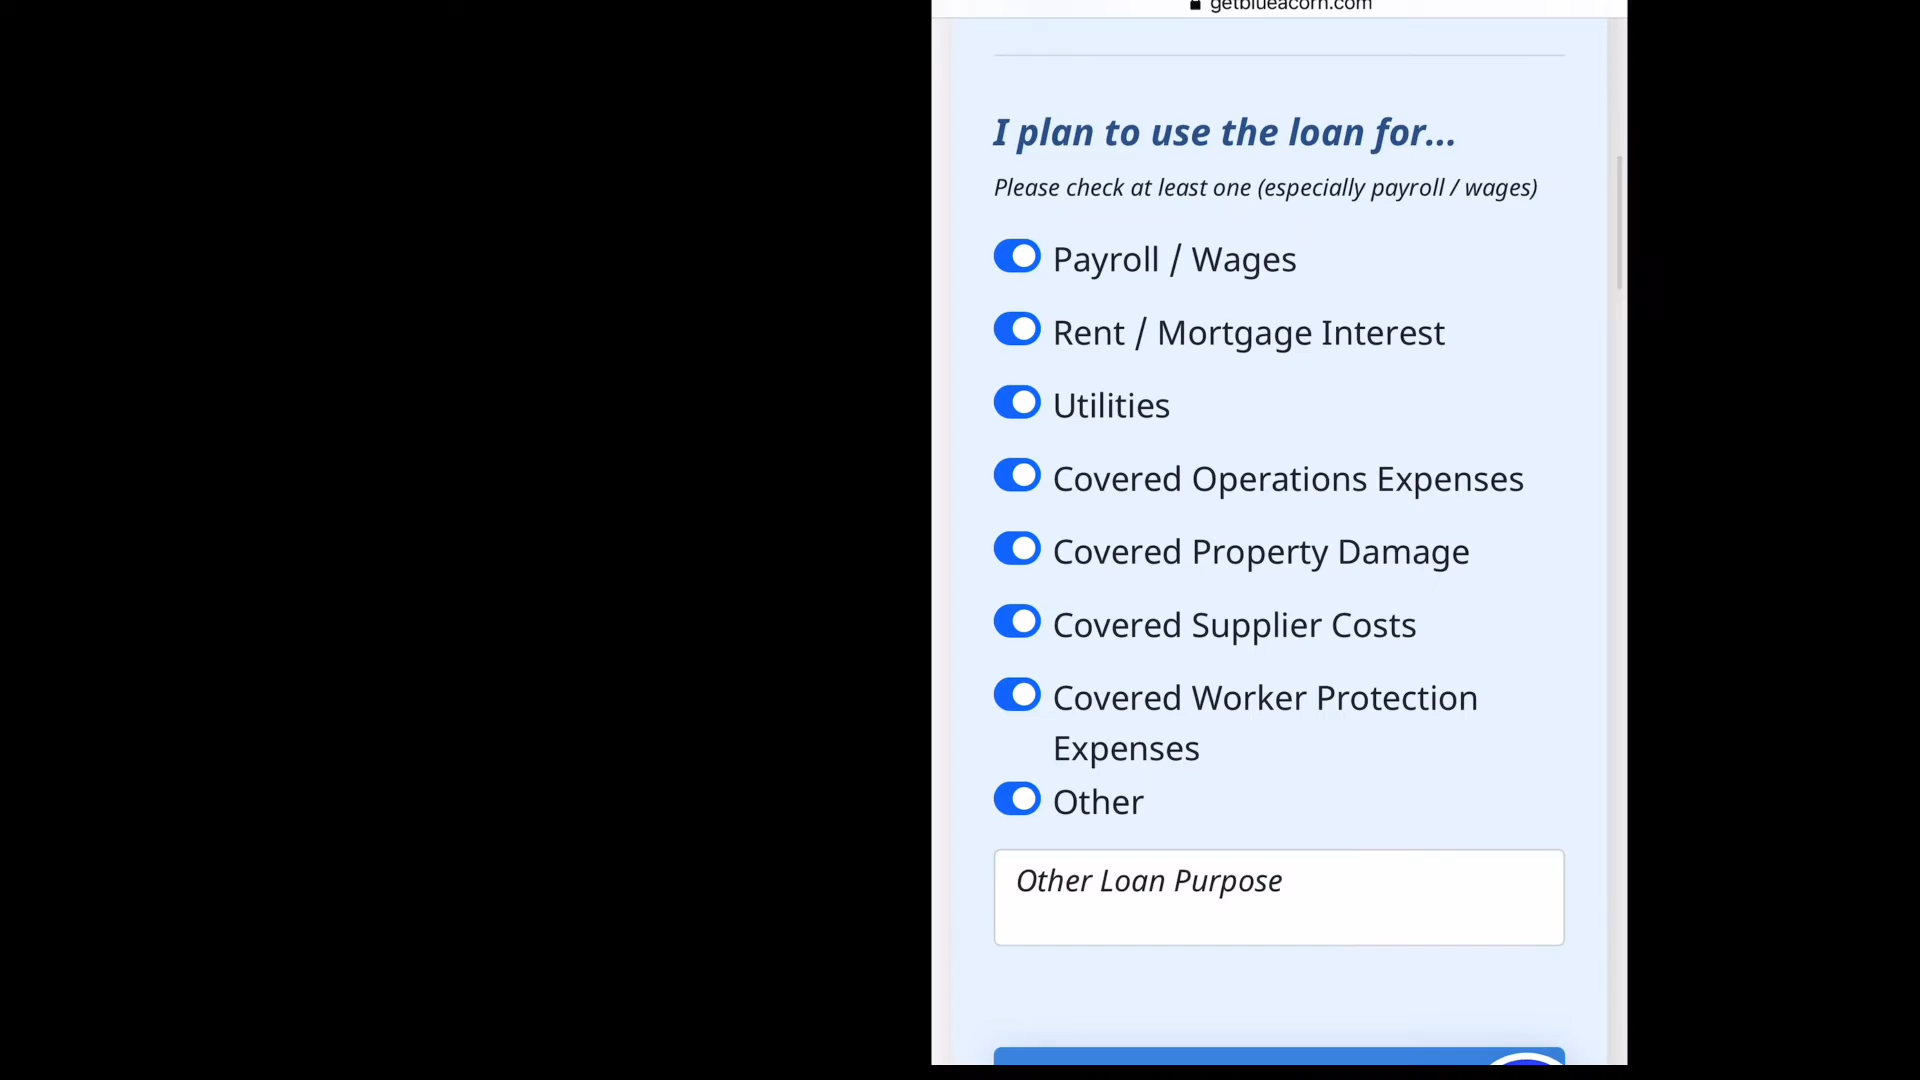 getblueacorn.com
I plan to use the loan for...
Please check at least one (especially payroll / wages)
Payroll / Wages
Rent / Mortgage Interest
Utilities
Covered Operations Expenses
Covered Property Damage
Covered Supplier Costs
Covered Worker Protection
Expenses
Other
Other Loan Purpose